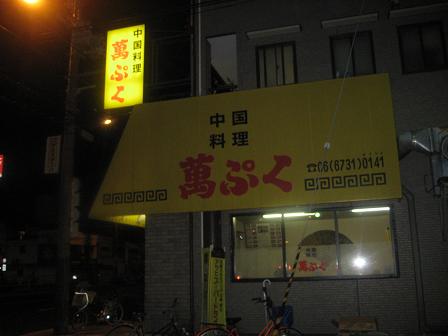 中国料理
萬ぷく
中国
料理
萬ぷく
☎06(6731)0141
萬ぷく